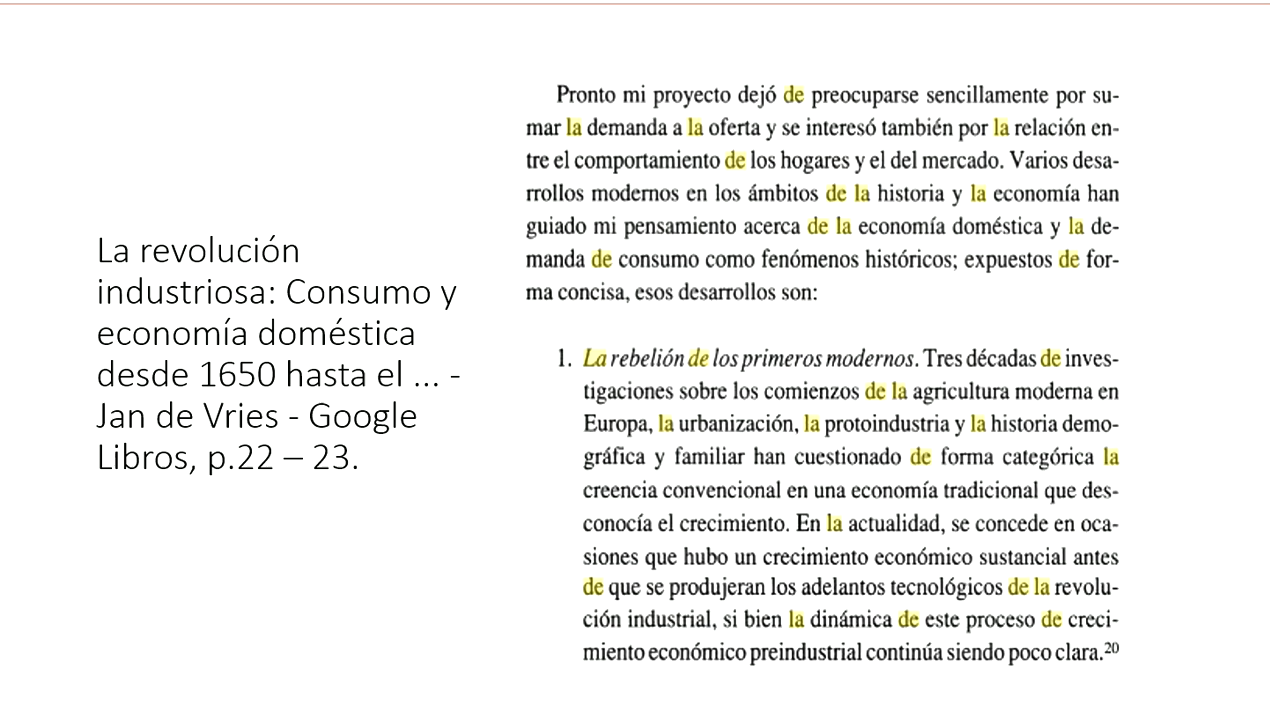 La revolución
industriosa: Consumo y
economía doméstica
desde 1650 hasta el ... -
Jan de Vries - Google
Libros, p.22 – 23.
Pronto mi proyecto dejó de preocuparse sencillamente por su-
mar la demanda a la oferta y se interesó también por la relación en-
tre el comportamiento de los hogares y el del mercado. Varios desa-
rrollos modernos en los ámbitos de la historia y la economía han
guiado mi pensamiento acerca de la economía doméstica y la de-
manda de consumo como fenómenos históricos; expuestos de for-
ma concisa, esos desarrollos son:
1. La rebelión de los primeros modernos. Tres décadas de inves-
tigaciones sobre los comienzos de la agricultura moderna en
Europa, la urbanización, la protoindustria y la historia demo-
gráfica y familiar han cuestionado de forma categórica la
creencia convencional en una economía tradicional que des-
conocía el crecimiento. En la actualidad, se concede en oca-
siones que hubo un crecimiento económico sustancial antes
de que se produjeran los adelantos tecnológicos de la revolu-
ción industrial, si bien la dinámica de este proceso de creci-
miento económico preindustrial continúa siendo poco clara.20